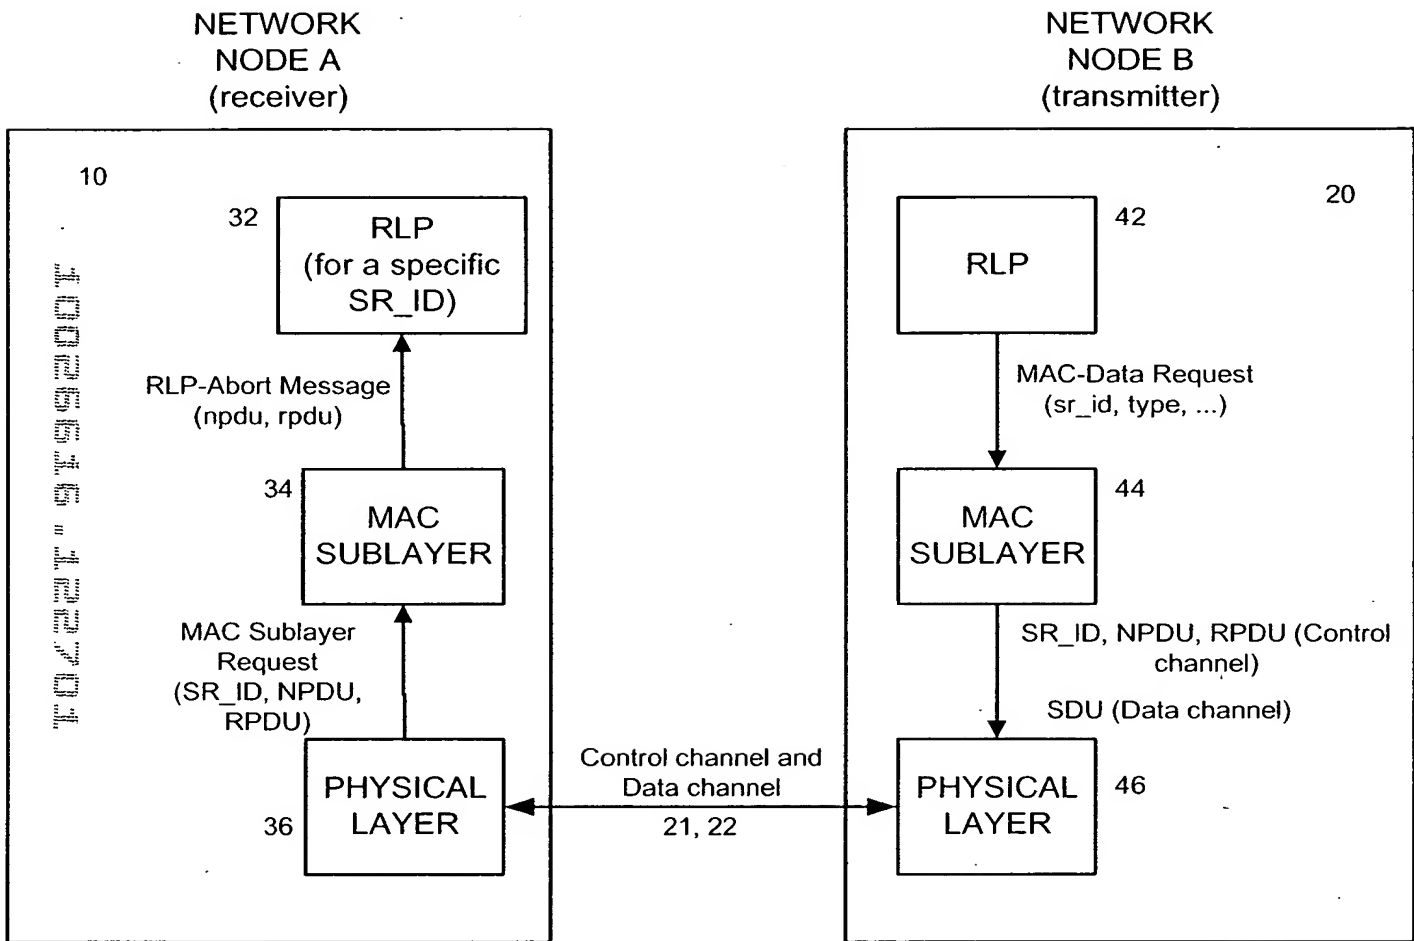 NETWORK
NODE A
(receiver)
NETWORK
NODE B
(transmitter)
10
20
32
RLP
(for a specific
SR_ID)
42
RLP
RLP-Abort Message
(npdu, rpdu)
MAC-Data Request
(sr_id, type, ...)
34
MAC
SUBLAYER
44
MAC
SUBLAYER
MAC Sublayer
Request
(SR_ID, NPDU,
RPDU)
SR_ID, NPDU, RPDU (Control
channel)
SDU (Data channel)
Control channel and
Data channel
21, 22
36
PHYSICAL
LAYER
46
PHYSICAL
LAYER
10026616.122701